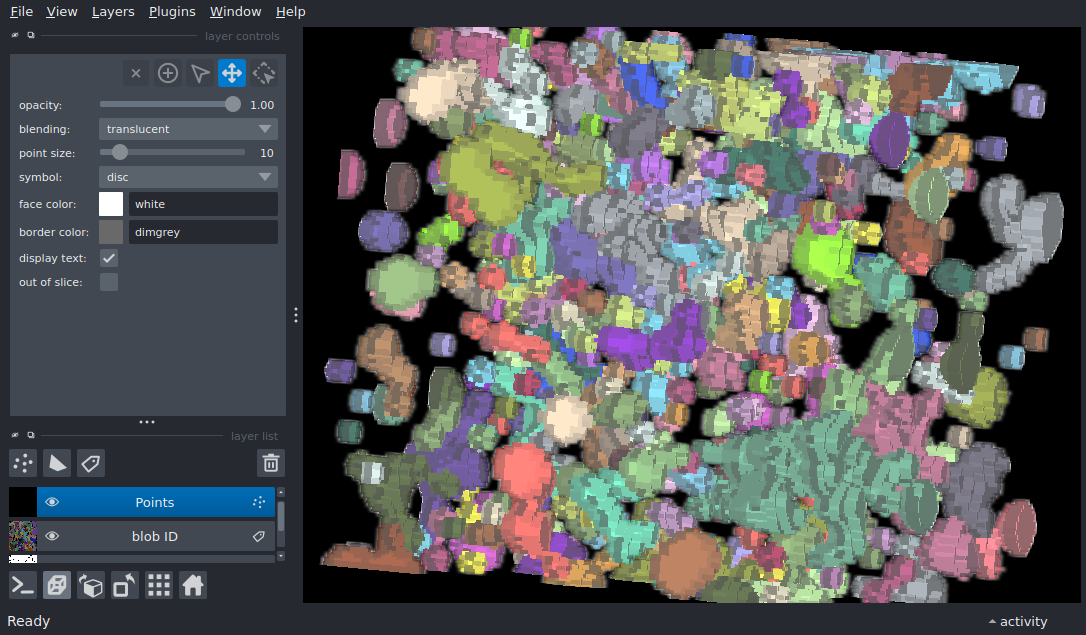 File View Layers Plugins Window Help
layer controls
opacity: 1.00
blending: translucent
point size: 10
symbol: disc
face color: white
border color: dimgrey
display text:
out of slice:
layer list
Points
blob ID
Ready activity